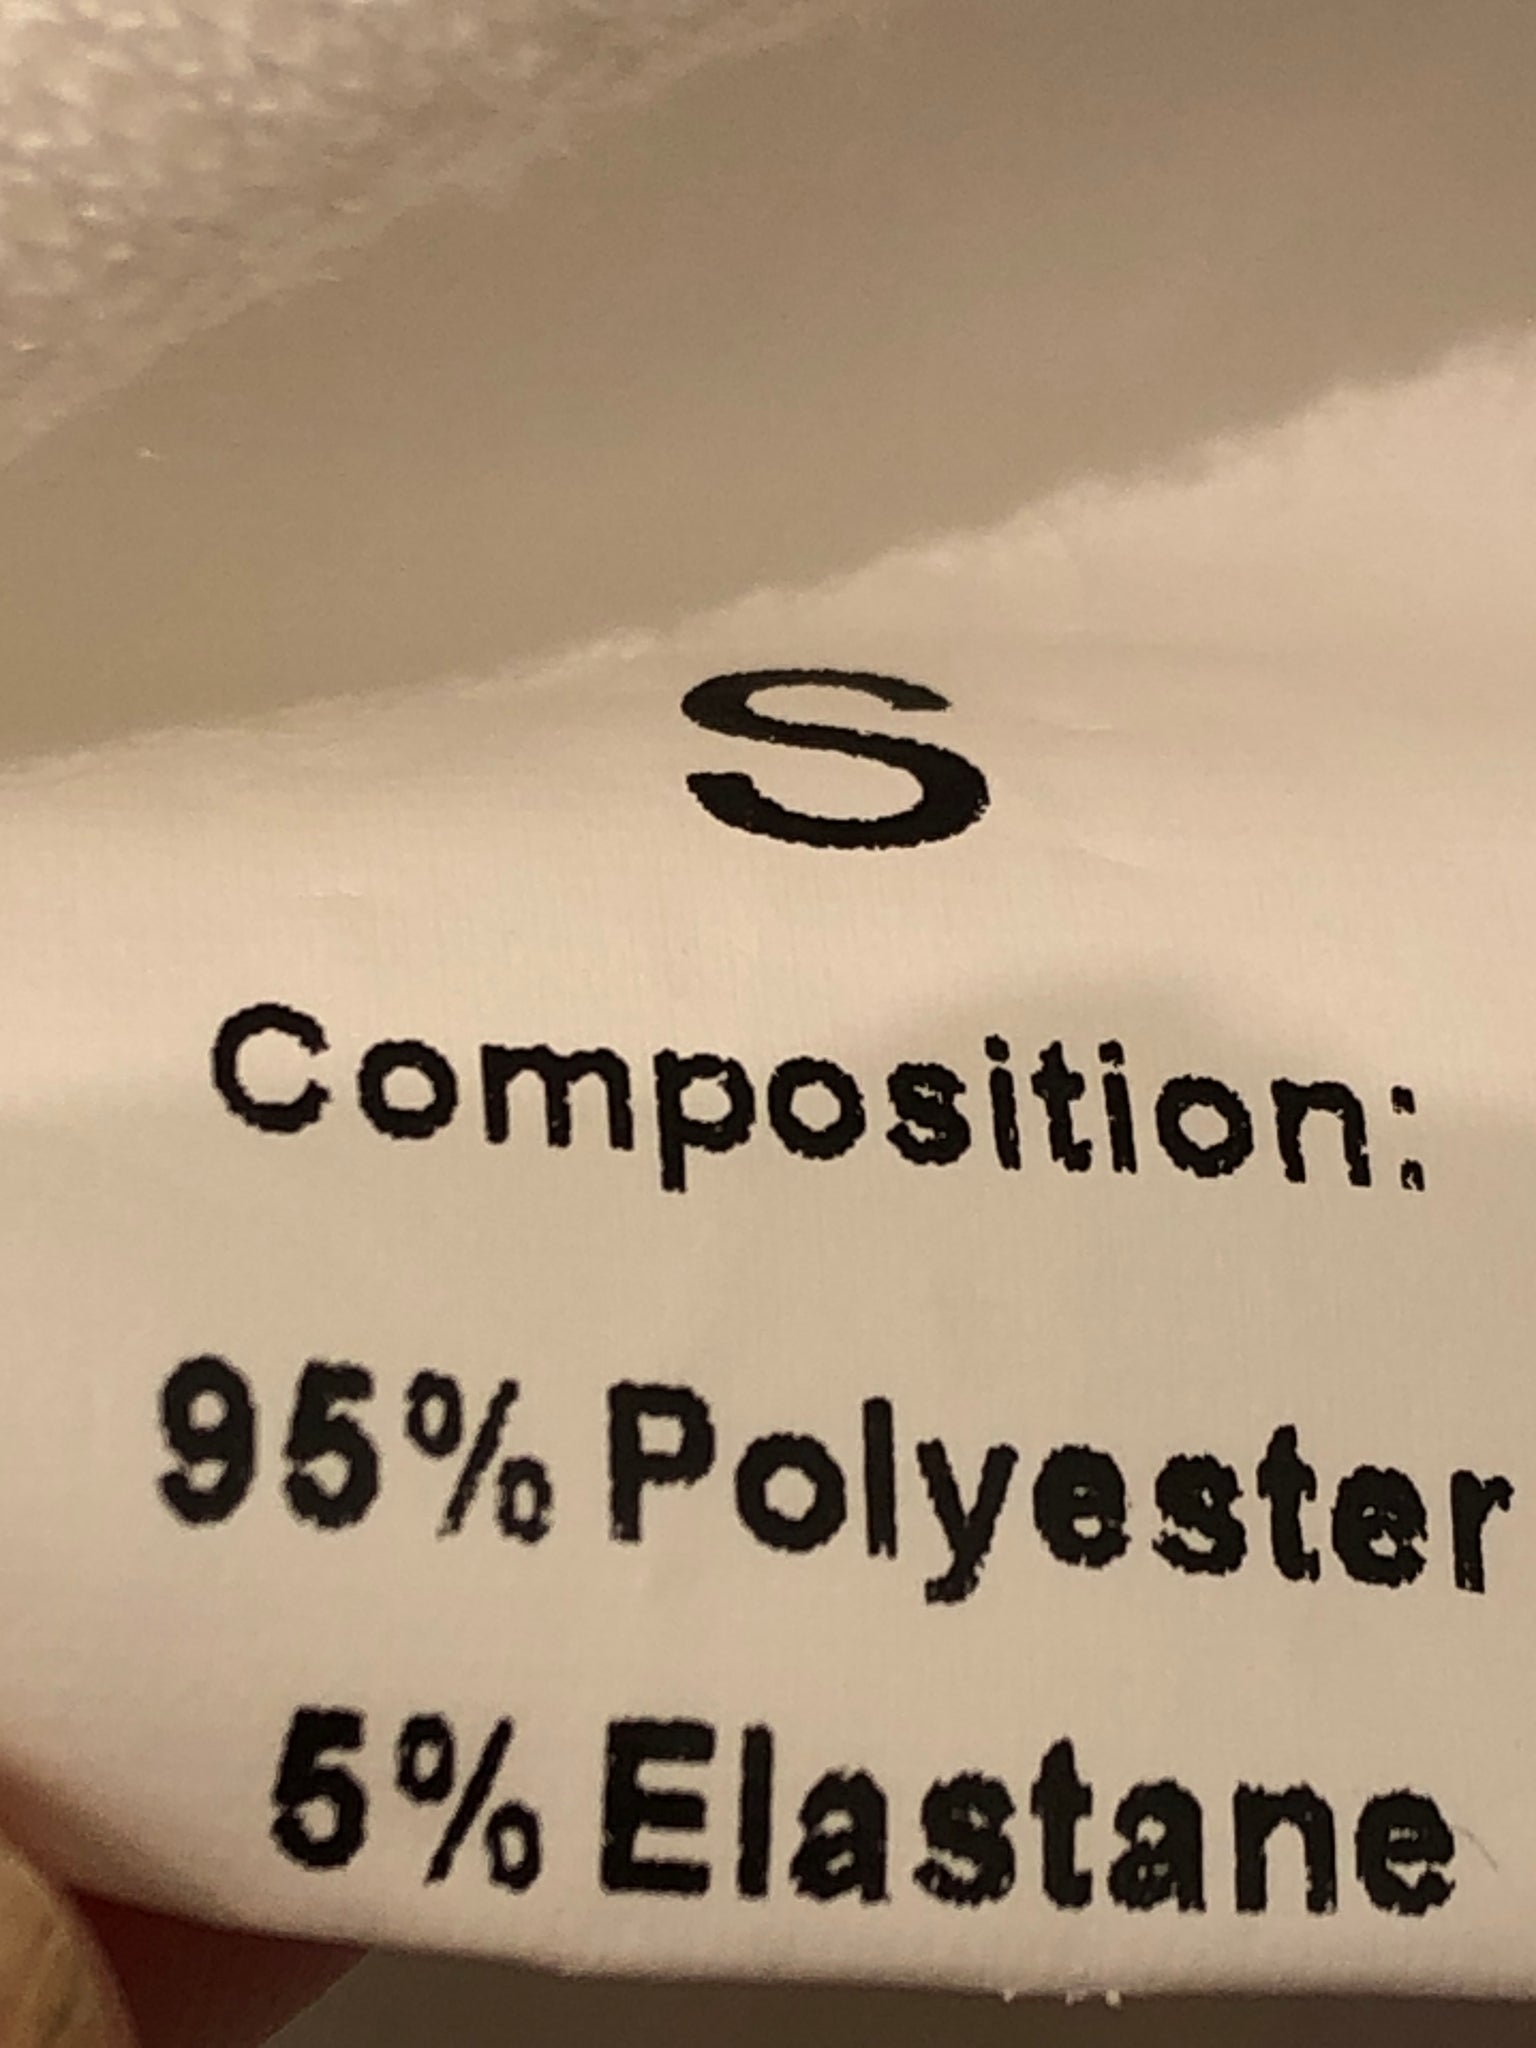 S
Composition:
95% Polyester
5% Elastane